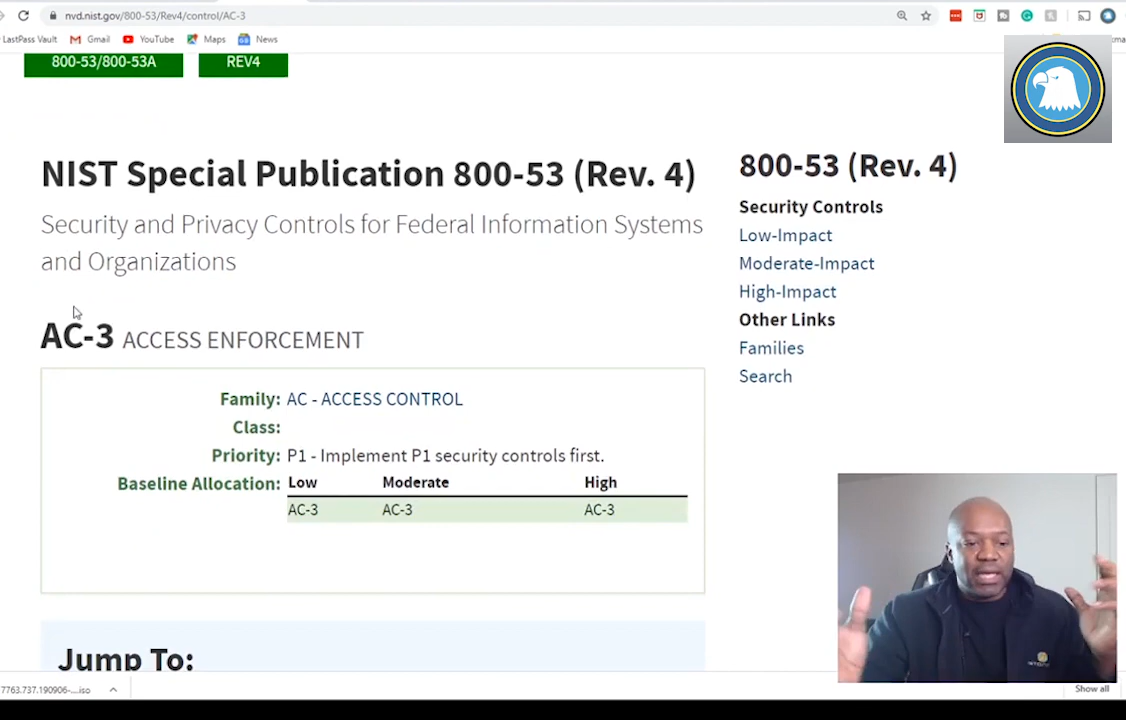 nvd.nist.gov/800-53/Rev4/control/AC-3
LastPass Vault Gmail YouTube Maps News
800-53/800-53A REV4
NIST Special Publication 800-53 (Rev. 4)
Security and Privacy Controls for Federal Information Systems
and Organizations
AC-3 ACCESS ENFORCEMENT
Family: AC - ACCESS CONTROL
Class:
Priority: P1 - Implement P1 security controls first.
Baseline Allocation: Low Moderate High
AC-3 AC-3 AC-3
Jump To:
800-53 (Rev. 4)
Security Controls
Low-Impact
Moderate-Impact
High-Impact
Other Links
Families
Search
7763.737.190906-....iso
Show all